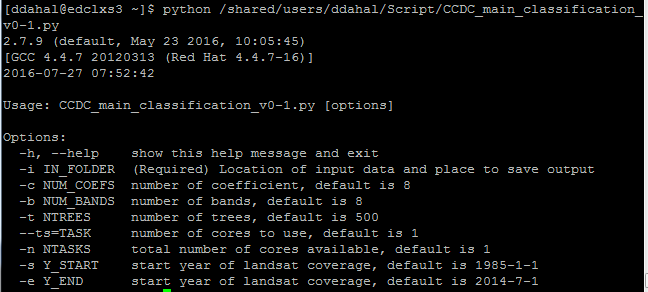 [ddahal@edclxs3 ~]$ python /shared/users/ddahal/Script/CCDC_main_classification_
v0-1.py
2.7.9 (default, May 23 2016, 10:05:45)
[GCC 4.4.7 20120313 (Red Hat 4.4.7-16)]
2016-07-27 07:52:42
Usage: CCDC_main_classification_v0-1.py [options]
Options:
-h, --help show this help message and exit
-i IN_FOLDER (Required) Location of input data and place to save output
-c NUM_COEFS number of coefficient, default is 8
-b NUM_BANDS number of bands, default is 8
-t NTREES number of trees, default is 500
--ts=TASK number of cores to use, default is 1
-n NTASKS total number of cores available, default is 1
-s Y_START start year of landsat coverage, default is 1985-1-1
-e Y_END start year of landsat coverage, default is 2014-7-1